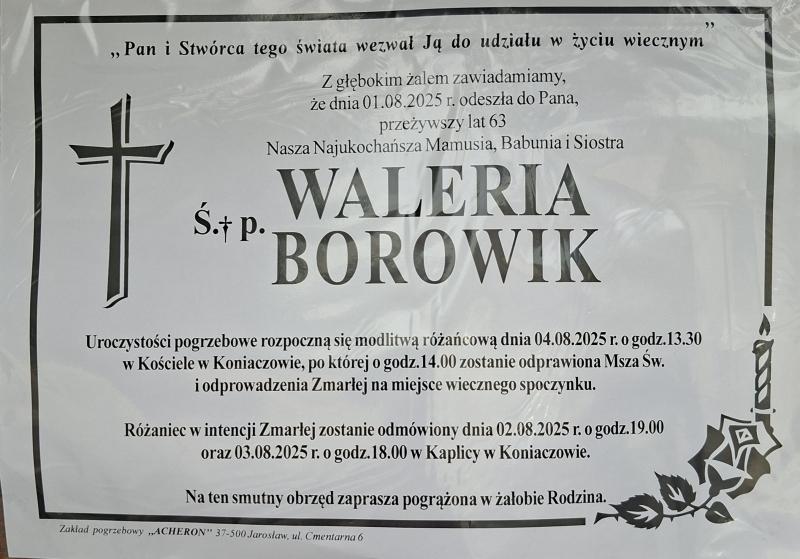 „Pan i Stwórca tego świata wezwał Ją do udziału w życiu wiecznym”
Z głębokim żalem zawiadamiamy,
że dnia 01.08.2025 r. odeszła do Pana,
przeżywszy lat 63
Nasza Najukochańsza Mamusia, Babunia i Siostra
Ś.†p. WALERIA
BOROWIK
Uroczystości pogrzebowe rozpoczną się modlitwą różańcową dnia 04.08.2025 r. o godz.13.30
w Kościele w Koniaczowie, po której o godz.14.00 zostanie odprawiona Msza Św.
i odprowadzenia Zmarłej na miejsce wiecznego spoczynku.
Różaniec w intencji Zmarłej zostanie odmówiony dnia 02.08.2025 r. o godz.19.00
oraz 03.08.2025 r. o godz.18.00 w Kaplicy w Koniaczowie.
Na ten smutny obrzęd zaprasza pogrążona w żałobie Rodzina.
Zakład pogrzebowy „ACHERON” 37-500 Jarosław, ul. Cmentarna 6